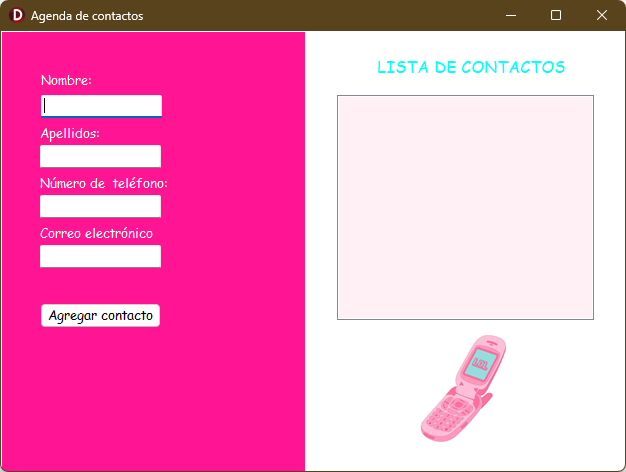 D Agenda de contactos
Nombre:
Apellidos:
Número de teléfono:
Correo electrónico
Agregar contacto
LISTA DE CONTACTOS